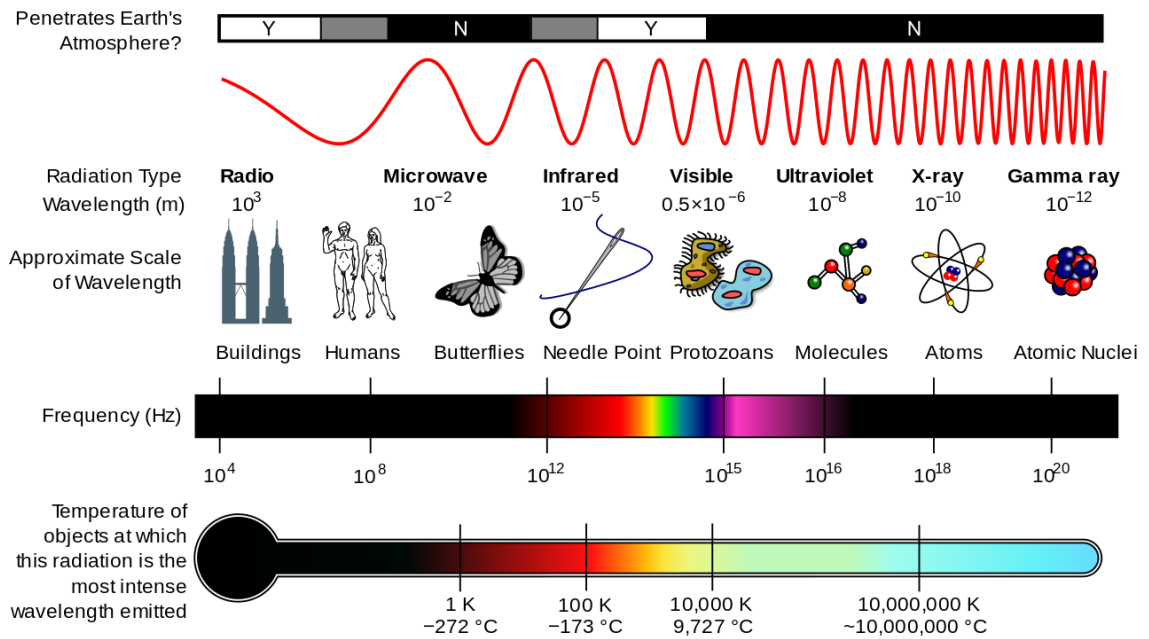 Penetrates Earth's
Atmosphere?
Y N Y N
Radiation Type
Radio Microwave Infrared Visible Ultraviolet X-ray Gamma ray
Wavelength (m)
10³ 10⁻² 10⁻⁵ 0.5×10⁻⁶ 10⁻⁸ 10⁻¹⁰ 10⁻¹²
Approximate Scale
of Wavelength
Buildings Humans Butterflies Needle Point Protozoans Molecules Atoms Atomic Nuclei
Frequency (Hz)
10⁴ 10⁸ 10¹² 10¹⁵ 10¹⁶ 10¹⁸ 10²⁰
Temperature of
objects at which
this radiation is the
most intense
wavelength emitted
1 K 100 K 10,000 K 10,000,000 K
−272 °C −173 °C 9,727 °C ~10,000,000 °C